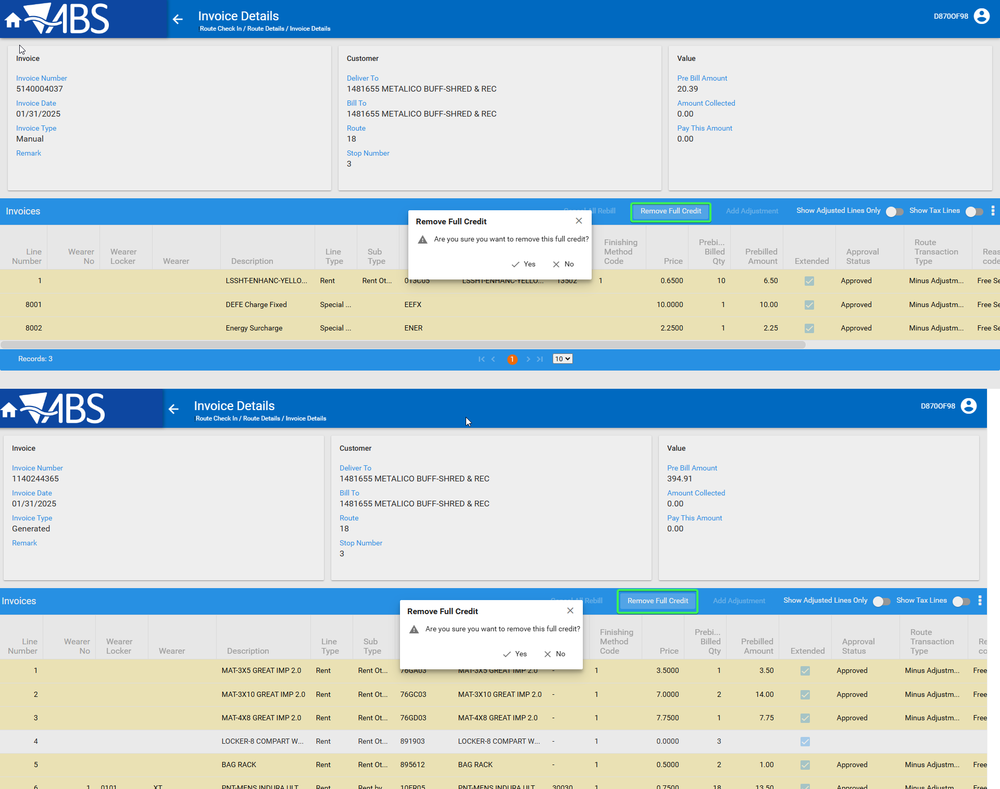 ABS
Invoice Details
D870OF98
Route Check In / Route Details / Invoice Details
Invoice
Invoice Number
5140004037
Invoice Date
01/31/2025
Invoice Type
Manual
Remark
Customer
Deliver To
1481655 METALICO BUFF-SHRED & REC
Bill To
1481655 METALICO BUFF-SHRED & REC
Route
18
Stop Number
3
Value
Pre Bill Amount
20.39
Amount Collected
0.00
Pay This Amount
0.00
Invoices
Rebill Remove Full Credit Add Adjustment Show Adjusted Lines Only Show Tax Lines
Remove Full Credit
Are you sure you want to remove this full credit?
Yes No
Line Number Wearer No Wearer Locker Wearer Description Line Type Sub Type Finishing Method Code Price Prebi... Billed Qty Prebilled Amount Extended Approval Status Route Transaction Type Reas code
1 LSSHT-ENHANC-YELLO... Rent Rent Ot... 013C05 LSSHT-ENHANC-YELLO... 13502 1 0.6500 10 6.50 Approved Minus Adjustm... Free Se
8001 DEFE Charge Fixed Special ... EEFX 10.0000 1 10.00 Approved Minus Adjustm... Free Se
8002 Energy Surcharge Special ... ENER 2.2500 1 2.25 Approved Minus Adjustm... Free Se
Records: 3 1 10
ABS
Invoice Details
D870OF98
Route Check In / Route Details / Invoice Details
Invoice
Invoice Number
1140244365
Invoice Date
01/31/2025
Invoice Type
Generated
Remark
Customer
Deliver To
1481655 METALICO BUFF-SHRED & REC
Bill To
1481655 METALICO BUFF-SHRED & REC
Route
18
Stop Number
3
Value
Pre Bill Amount
394.91
Amount Collected
0.00
Pay This Amount
0.00
Invoices
Rebill Remove Full Credit Add Adjustment Show Adjusted Lines Only Show Tax Lines
Remove Full Credit
Are you sure you want to remove this full credit?
Yes No
Line Number Wearer No Wearer Locker Wearer Description Line Type Sub Type Finishing Method Code Price Prebi... Billed Qty Prebilled Amount Extended Approval Status Route Transaction Type Re co
1 MAT-3X5 GREAT IMP 2.0 Rent Rent Ot... 76GA03 MAT-3X5 GREAT IMP 2.0 - 1 3.5000 1 3.50 Approved Minus Adjustm... Free
2 MAT-3X10 GREAT IMP 2.0 Rent Rent Ot... 76GC03 MAT-3X10 GREAT IMP 2.0 - 1 7.0000 2 14.00 Approved Minus Adjustm... Free
3 MAT-4X8 GREAT IMP 2.0 Rent Rent Ot... 76GD03 MAT-4X8 GREAT IMP 2.0 - 1 7.7500 1 7.75 Approved Minus Adjustm... Free
4 LOCKER-8 COMPART W... Rent Rent Ot... 891903 LOCKER-8 COMPART W... - 1 0.0000 3
5 BAG RACK Rent Rent Ot... 895612 BAG RACK - 1 0.5000 2 1.00 Approved Minus Adjustm... Free
6 1 0101 XT PNT-MENS INDURA ULT Rent Rent by 10FR05 PNT-MENS INDURA ULT 30030 1 0.7500 18 13.50 Approved Minus Adjustm Free